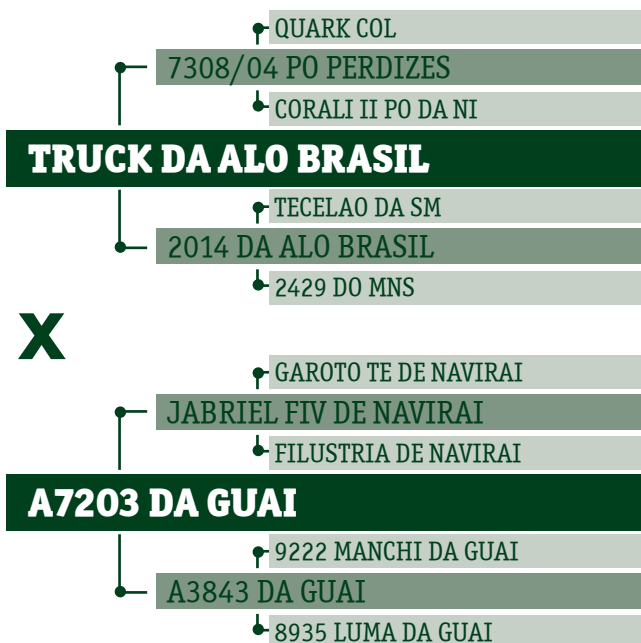 QUARK COL
7308/04 PO PERDIZES
CORALI II PO DA NI
TRUCK DA ALO BRASIL
TECELAO DA SM
2014 DA ALO BRASIL
2429 DO MNS
X
GAROTO TE DE NAVIRAI
JABRIEL FIV DE NAVIRAI
FILUSTRIA DE NAVIRAI
A7203 DA GUAI
9222 MANCHI DA GUAI
A3843 DA GUAI
8935 LUMA DA GUAI